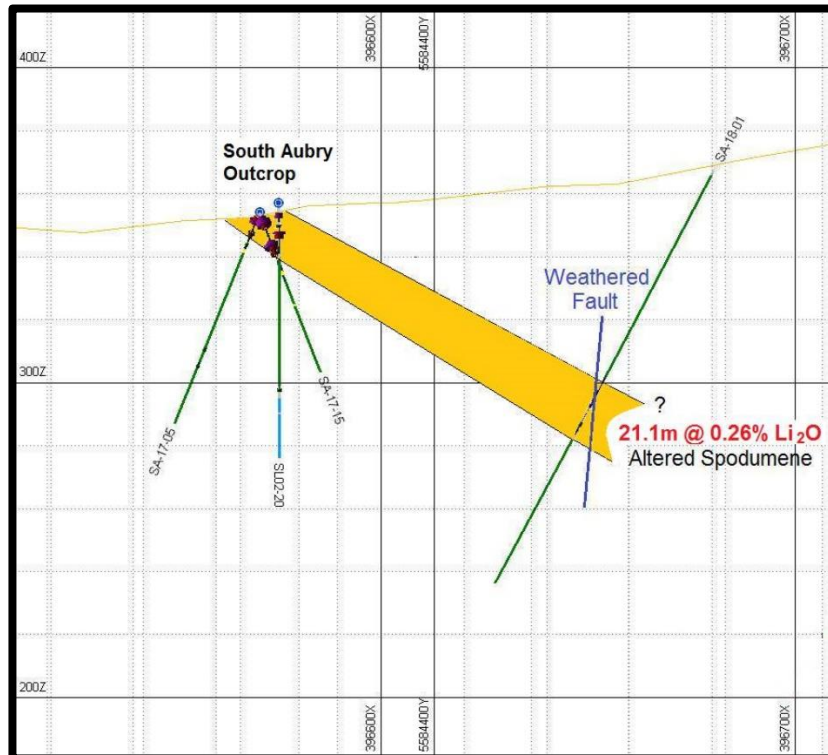 396600X
5584400Y
396700X
400Z
SA-18-01
South Aubry
Outcrop
Weathered
Fault
300Z
SA-17-15
?
21.1m @ 0.26% Li₂O
Altered Spodumene
SA-17-05
SL02-20
200Z
396600X
5584400Y
396700X